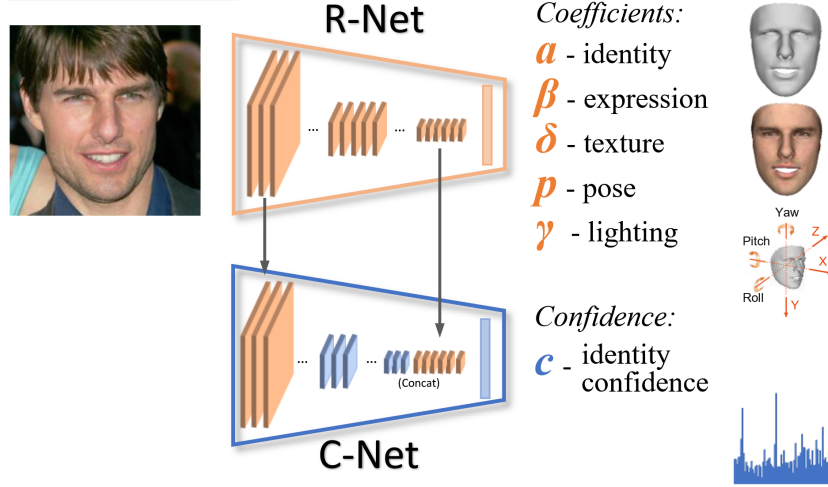 R-Net
Coefficients:
α - identity
β - expression
δ - texture
p - pose
γ - lighting
Yaw
Pitch
Z
X
Roll
Y
...
...
...
...
(Concat)
Confidence:
c - identity
confidence
C-Net